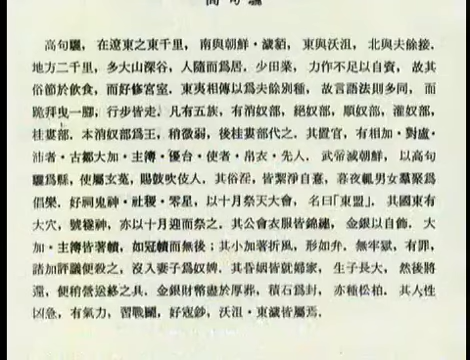 高句驪
高句驪，在遼東之東千里，南與朝鮮·濊貊，東與沃沮，北與夫餘接。
地方二千里，多大山深谷，人隨而爲居。少田業，力作不足以自資，故其
俗節於飲食，而好修宮室。東夷相傳以爲夫餘別種，故言語法則多同，而
跪拜曳一腳，行步皆走。凡有五族，有消奴部，絕奴部，順奴部，灌奴部，
桂婁部。本消奴部爲王，稍微弱，後桂婁部代之。其置官，有相加·對盧·
沛者·古鄒大加·主簿·優台·使者·帛衣·先人。武帝滅朝鮮，以高句
驪爲縣，使屬玄菟，賜鼓吹伎人。其俗淫，皆絜淨自憙，暮夜輒男女羣聚爲
倡樂。好祠鬼神·社稷·零星，以十月祭天大會，名曰「東盟」。其國東有
大穴，號禭神，亦以十月迎而祭之。其公會衣服皆錦繡，金銀以自飾。大
加·主簿皆著幘，如冠幘而無後；其小加著折風，形如弁。無牢獄，有罪，
諸加評議便殺之，沒入妻子爲奴婢。其昏姻皆就婦家，生子長大，然後將
還，便稍營送終之具。金銀財幣盡於厚葬，積石爲封，亦種松柏。其人性
凶急，有氣力，習戰鬭，好寇鈔，沃沮·東濊皆屬焉。